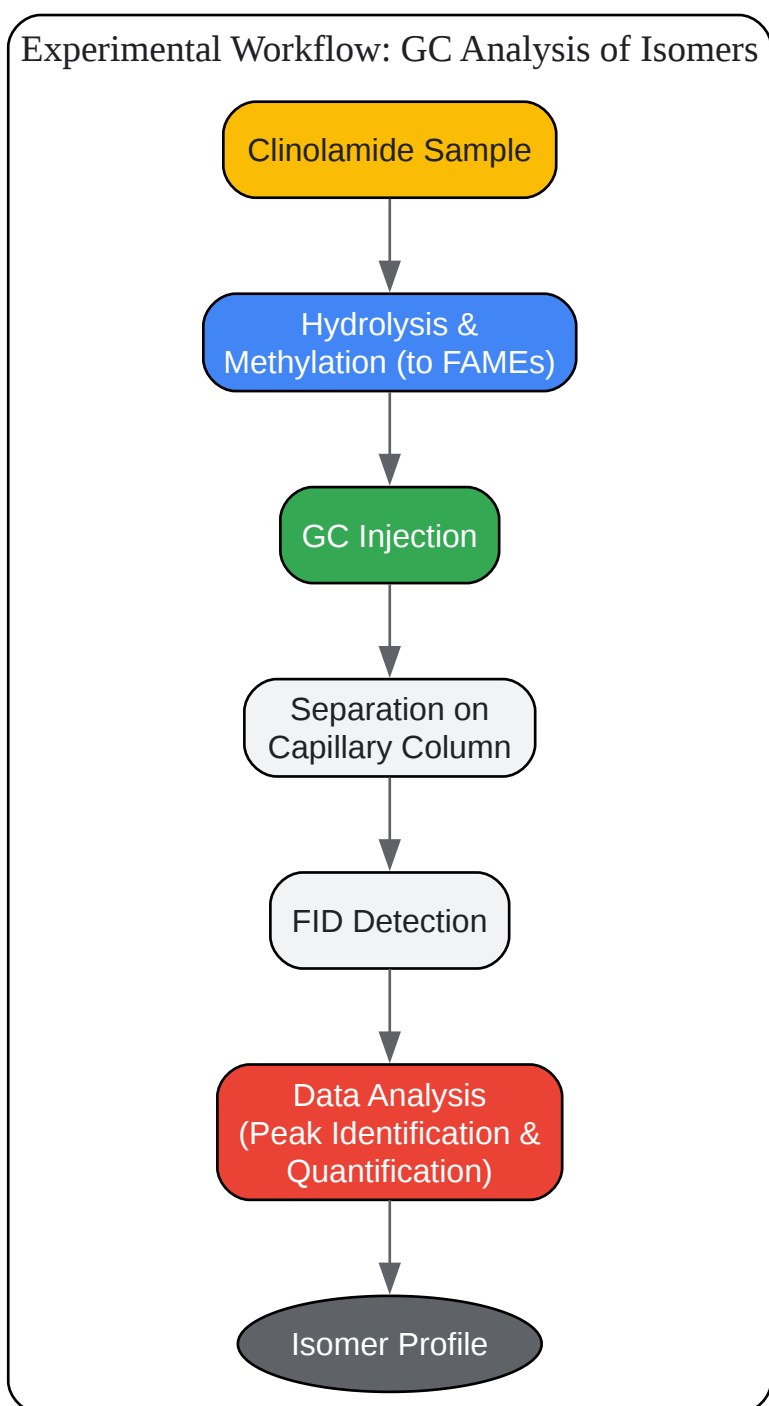 Experimental Workflow: GC Analysis of Isomers
Clinolamide Sample
Hydrolysis &
Methylation (to FAMEs)
GC Injection
Separation on
Capillary Column
FID Detection
Data Analysis
(Peak Identification &
Quantification)
Isomer Profile